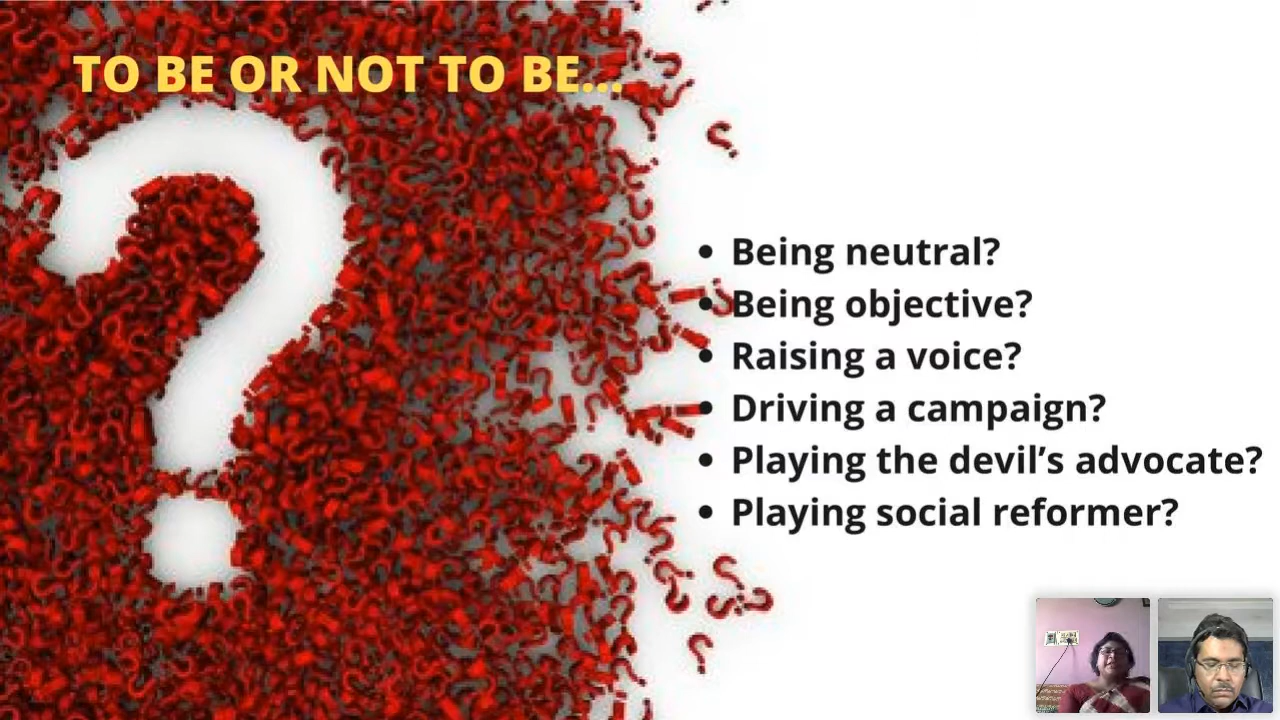 TO BE OR NOT TO BE...
• Being neutral?
• Being objective?
• Raising a voice?
• Driving a campaign?
• Playing the devil’s advocate?
• Playing social reformer?